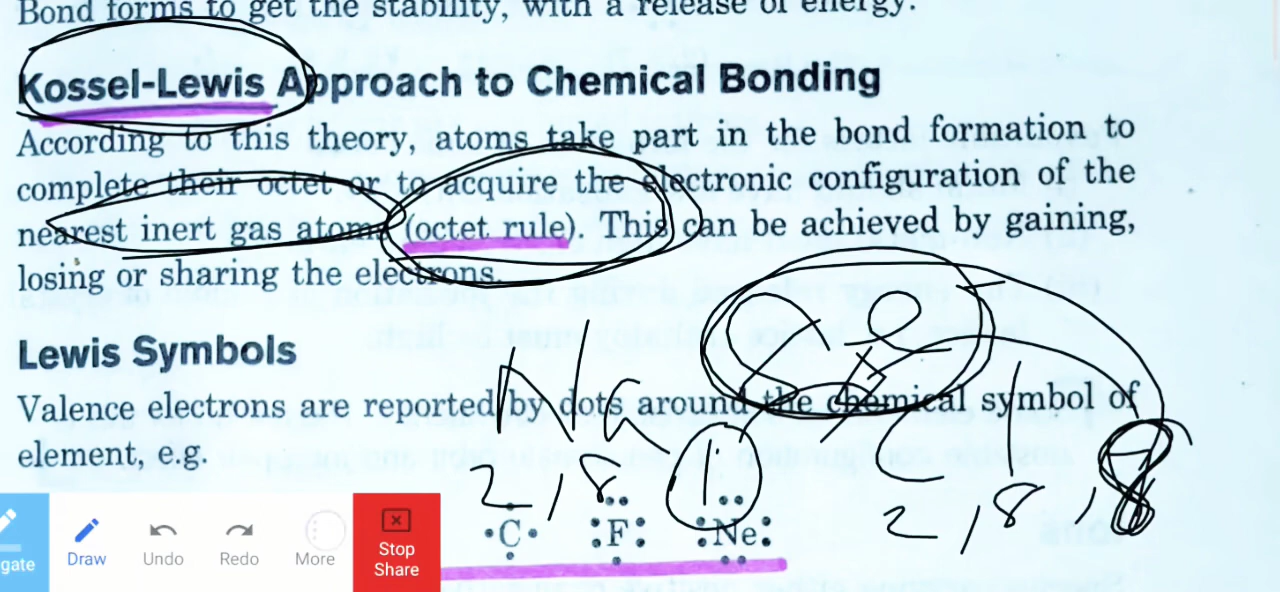 Bond forms to get the stability, with a release of energy.
Kossel-Lewis Approach to Chemical Bonding
According to this theory, atoms take part in the bond formation to
complete their octet or to acquire the electronic configuration of the
nearest inert gas atoms (octet rule). This can be achieved by gaining,
losing or sharing the electrons.
Lewis Symbols
Valence electrons are reported by dots around the chemical symbol of
element, e.g.
Na
Cl
2, 8, 1
2, 8, 8
C F Ne
gate
Draw
Undo
Redo
More
Stop
Share